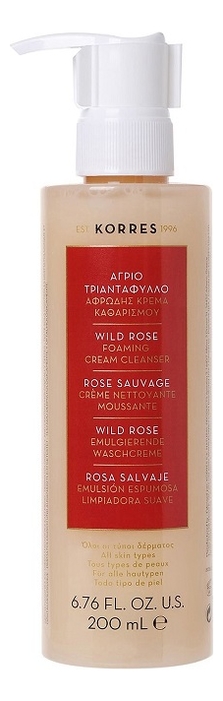 EST. KORRES 1996
ΑΓΡΙΟ
ΤΡΙΑΝΤΑΦΥΛΛΟ
ΑΦΡΩΔΗΣ ΚΡΕΜΑ
ΚΑΘΑΡΙΣΜΟΥ
WILD ROSE
FOAMING
CREAM CLEANSER
ROSE SAUVAGE
CRÈME NETTOYANTE
MOUSSANTE
WILD ROSE
EMULGIERENDE
WASCHCREME
ROSA SALVAJE
EMULSIÓN ESPUMOSA
LIMPIADORA SUAVE
Όλοι οι τύποι δέρματος
All skin types
Tous types de peaux
Für alle hautypen
Todo tipo de piel
6.76 FL. OZ. U.S.
200 mL ℮